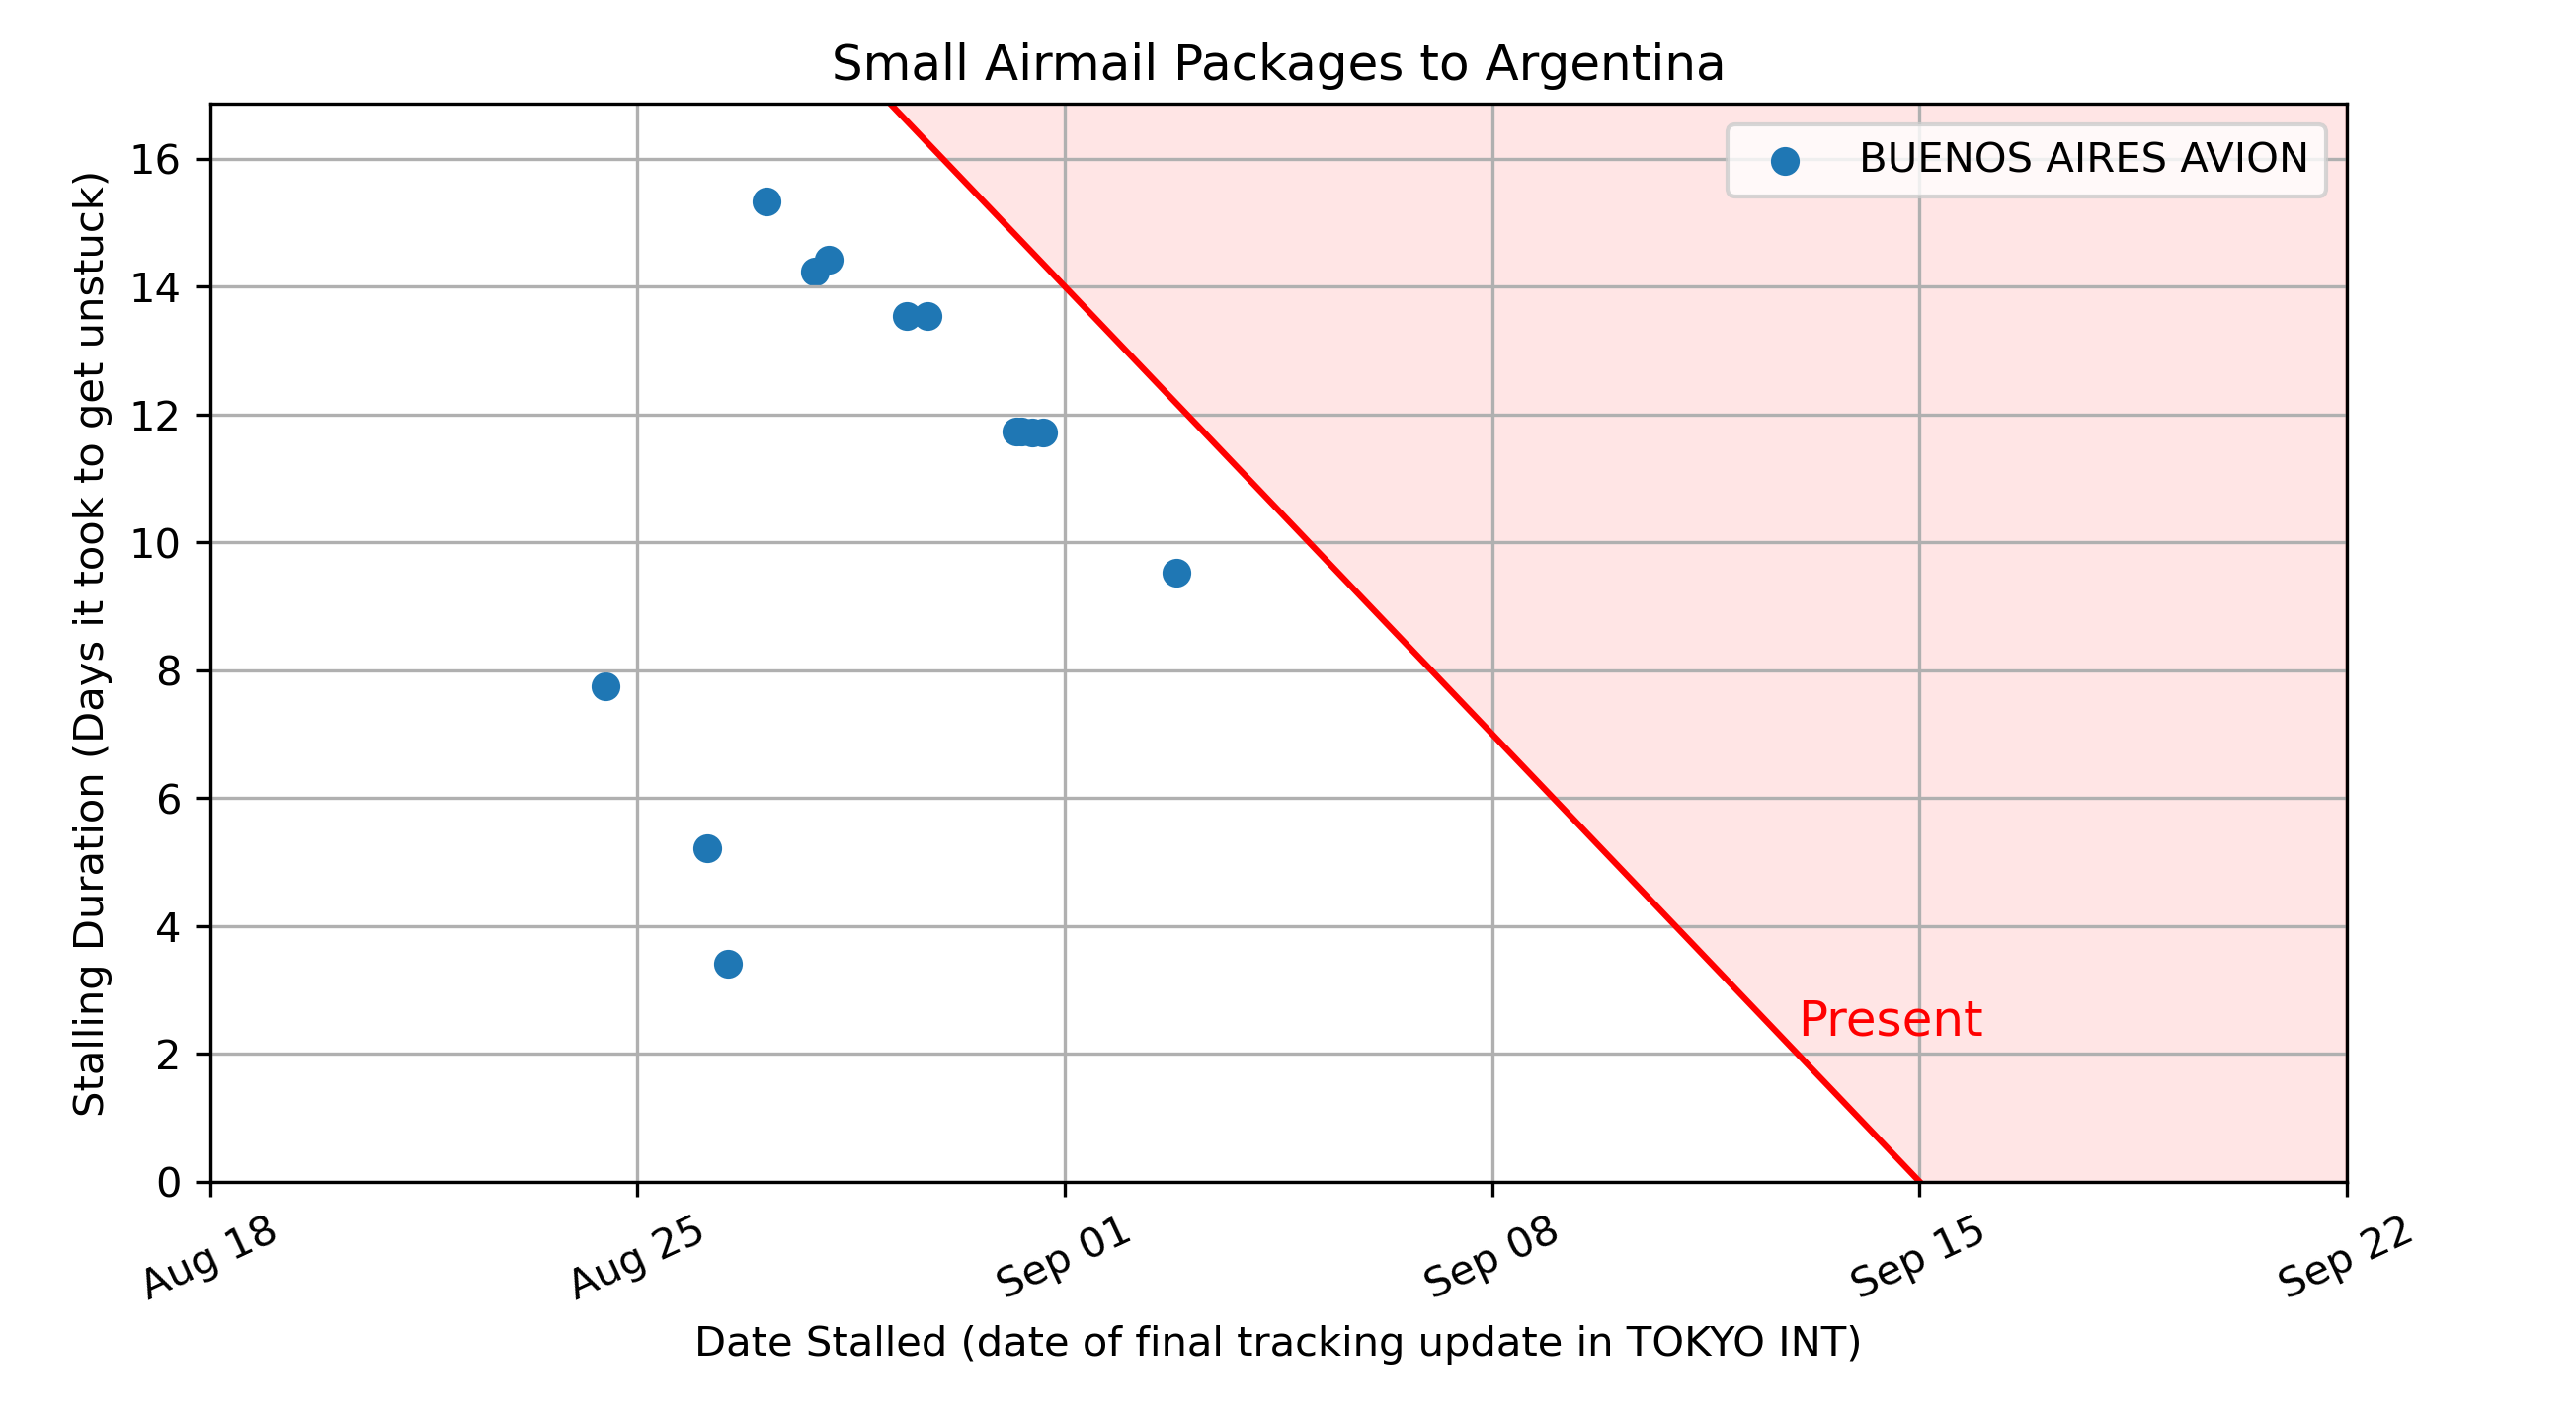 Small Airmail Packages to Argentina
BUENOS AIRES AVION
Stalling Duration (Days it took to get unstuck)
16
14
12
10
8
6
4
2
0
Present
Aug 18
Aug 25
Sep 01
Sep 08
Sep 15
Sep 22
Date Stalled (date of final tracking update in TOKYO INT)